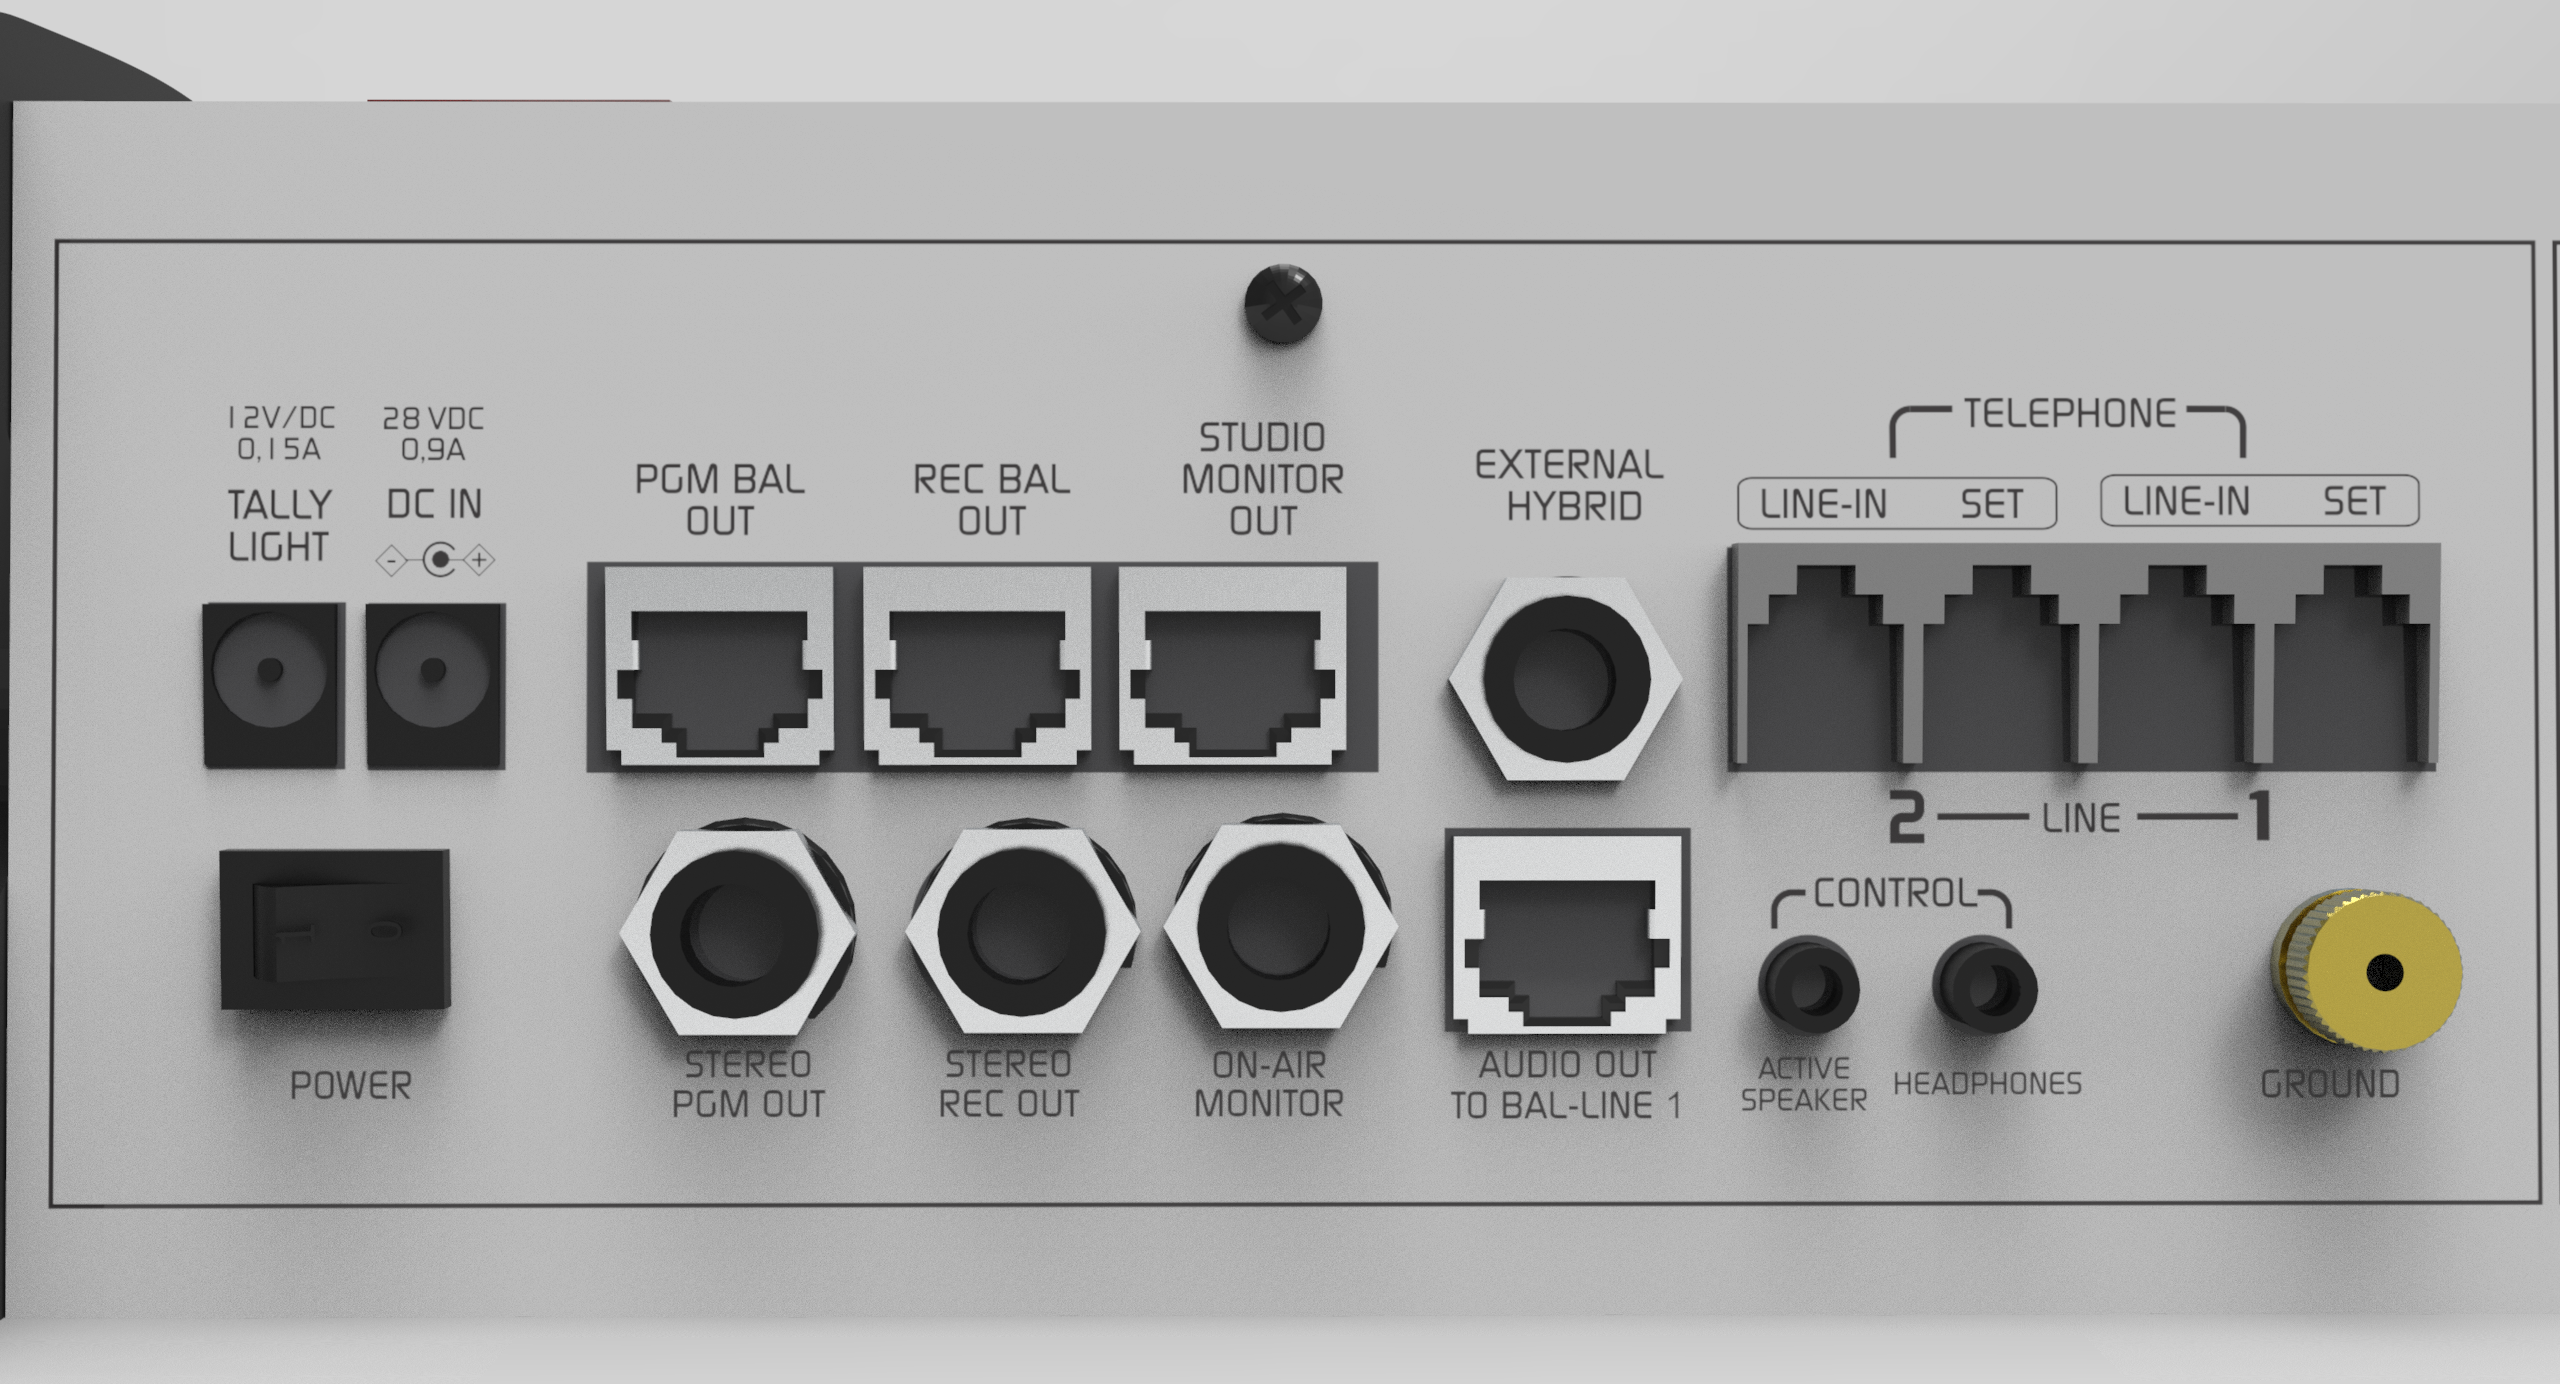 12V/DC
0,15A
TALLY
LIGHT
28 VDC
0,9A
DC IN
- +
PGM BAL
OUT
REC BAL
OUT
STUDIO
MONITOR
OUT
EXTERNAL
HYBRID
TELEPHONE
LINE-IN SET
LINE-IN SET
2 LINE 1
POWER
STEREO
PGM OUT
STEREO
REC OUT
ON-AIR
MONITOR
AUDIO OUT
TO BAL-LINE 1
CONTROL
ACTIVE
SPEAKER
HEADPHONES
GROUND